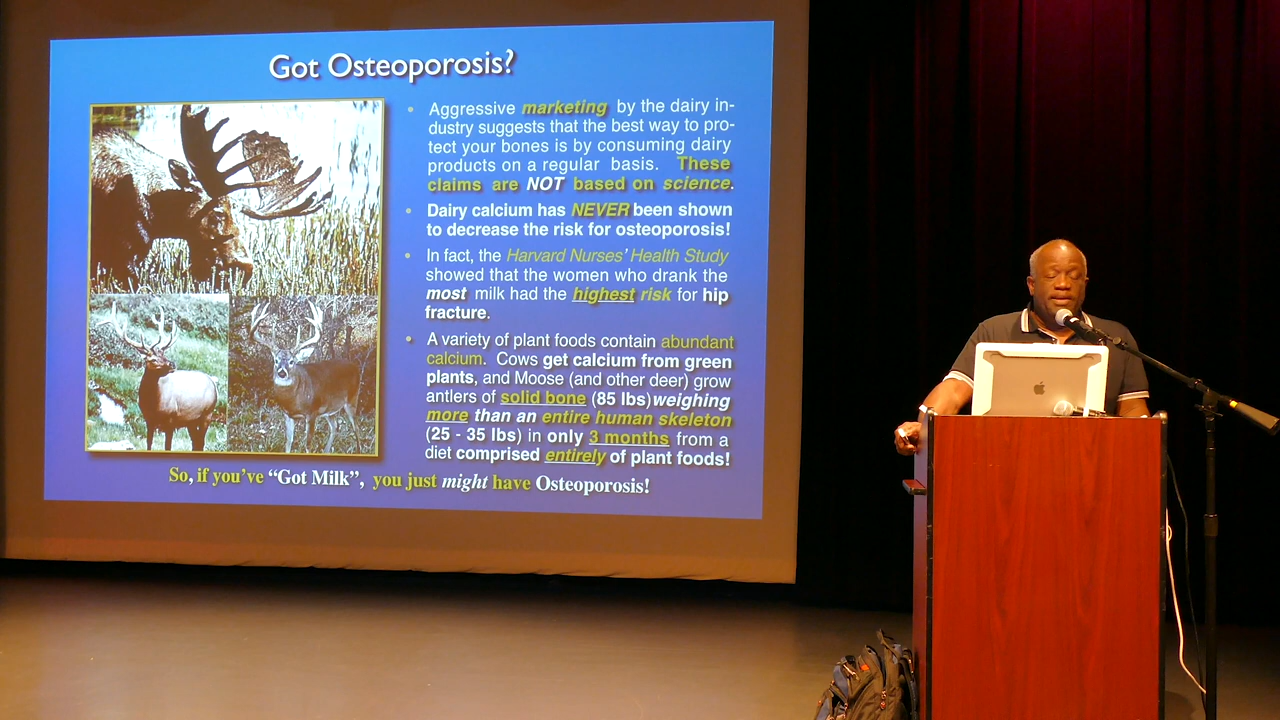 Got Osteoporosis?
• Aggressive marketing by the dairy in-
dustry suggests that the best way to pro-
tect your bones is by consuming dairy
products on a regular basis. These
claims are NOT based on science.
• Dairy calcium has NEVER been shown
to decrease the risk for osteoporosis!
• In fact, the Harvard Nurses' Health Study
showed that the women who drank the
most milk had the highest risk for hip
fracture.
• A variety of plant foods contain abundant
calcium. Cows get calcium from green
plants, and Moose (and other deer) grow
antlers of solid bone (85 lbs) weighing
more than an entire human skeleton
(25 - 35 lbs) in only 3 months from a
diet comprised entirely of plant foods!
So, if you've “Got Milk”, you just might have Osteoporosis!